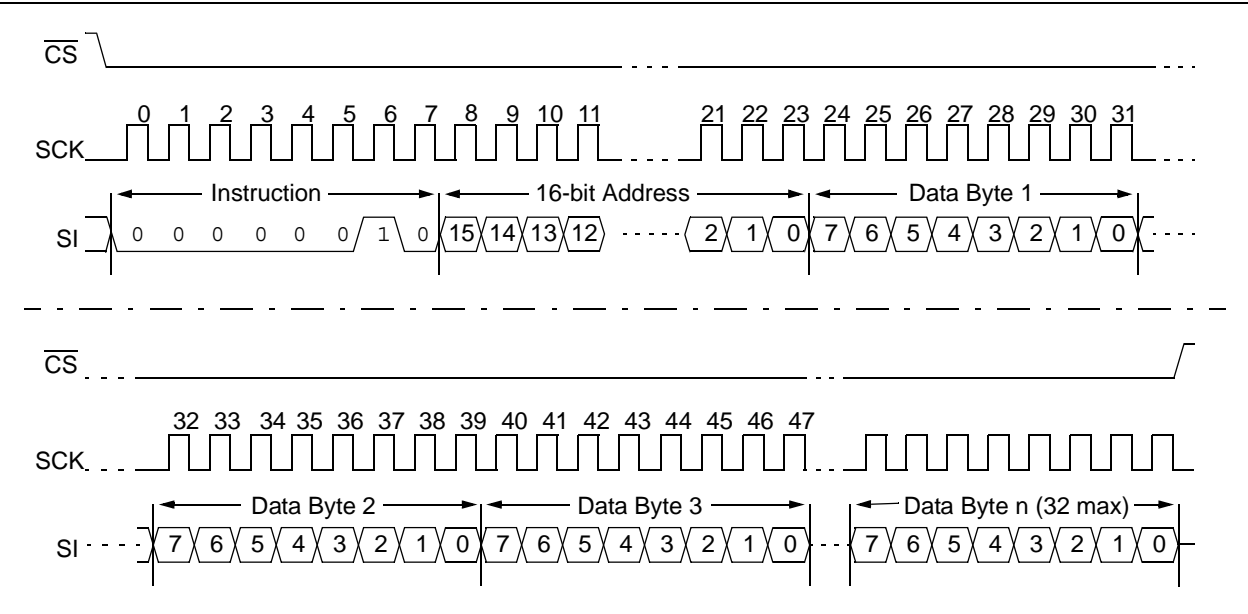 CS
0 1 2 3 4 5 6 7 8 9 10 11 21 22 23 24 25 26 27 28 29 30 31
SCK
Instruction 16-bit Address Data Byte 1
SI 0 0 0 0 0 0 1 0 15 14 13 12 2 1 0 7 6 5 4 3 2 1 0
CS
32 33 34 35 36 37 38 39 40 41 42 43 44 45 46 47
SCK
Data Byte 2 Data Byte 3 Data Byte n (32 max)
SI 7 6 5 4 3 2 1 0 7 6 5 4 3 2 1 0 7 6 5 4 3 2 1 0